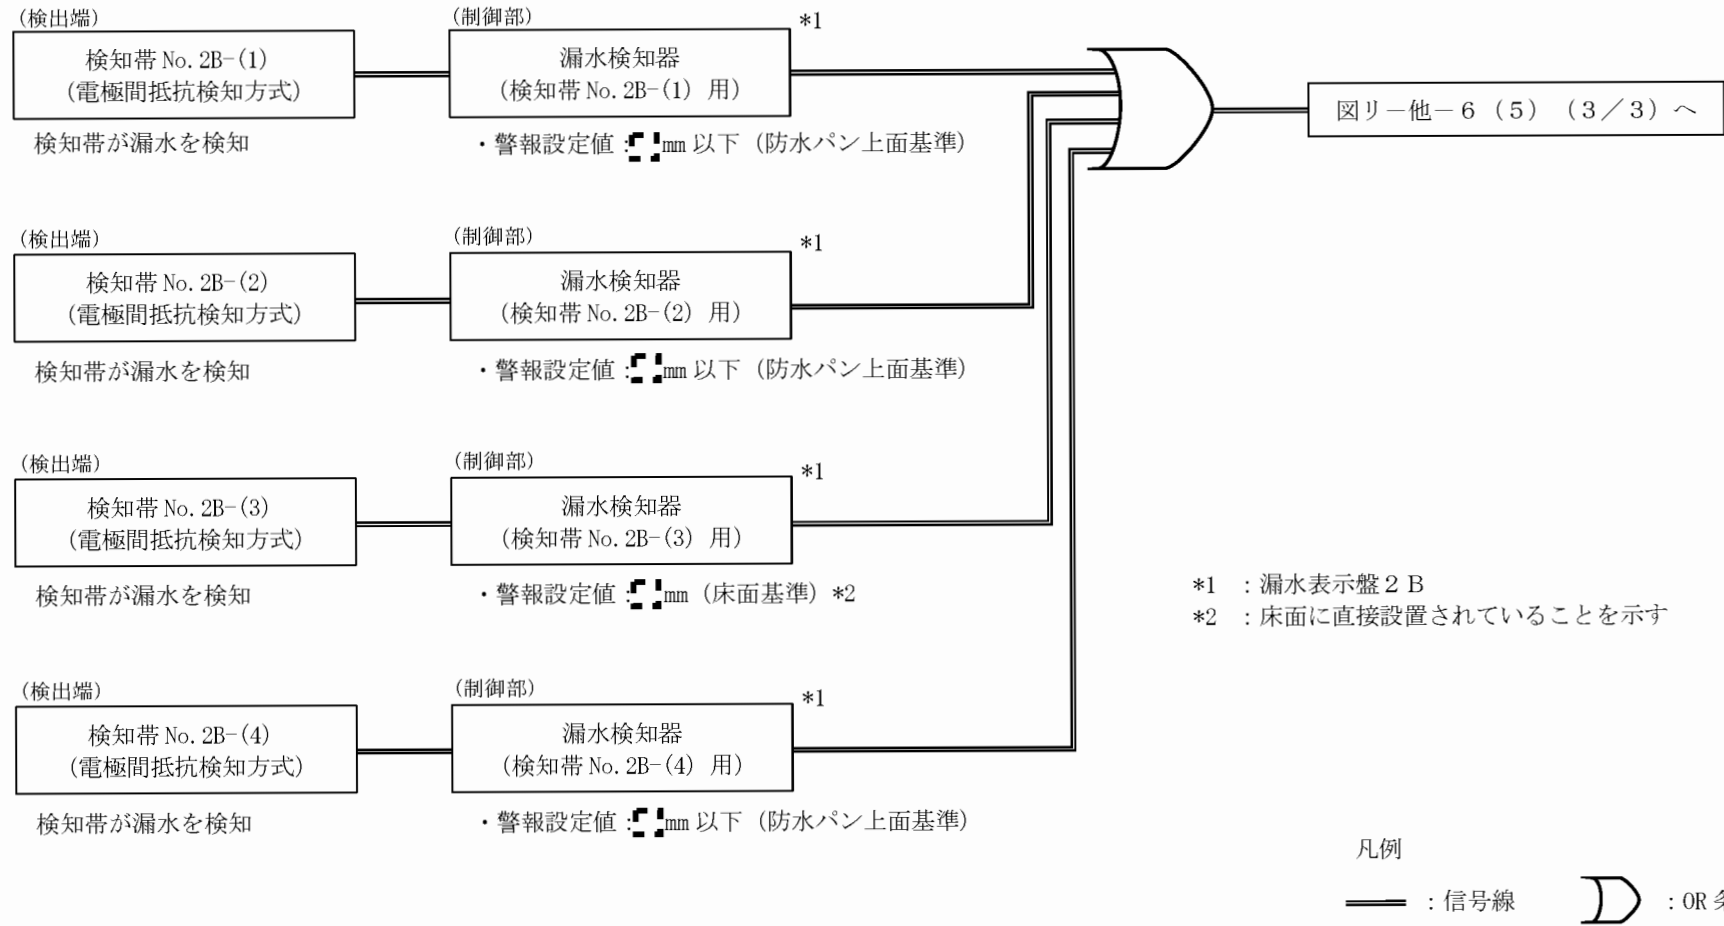 (検出端)
(制御部)
*1
検知帯 No.2B-(1)
(電極間抵抗検知方式)
漏水検知器
(検知帯 No.2B-(1) 用)
図リ－他－6（5）（3／3）へ
検知帯が漏水を検知
・警報設定値： mm 以下（防水パン上面基準）
(検出端)
(制御部)
*1
検知帯 No.2B-(2)
(電極間抵抗検知方式)
漏水検知器
(検知帯 No.2B-(2) 用)
検知帯が漏水を検知
・警報設定値： mm 以下（防水パン上面基準）
(検出端)
(制御部)
*1
検知帯 No.2B-(3)
(電極間抵抗検知方式)
漏水検知器
(検知帯 No.2B-(3) 用)
検知帯が漏水を検知
・警報設定値： mm（床面基準）*2
*1 ：漏水表示盤２Ｂ
*2 ：床面に直接設置されていることを示す
(検出端)
(制御部)
*1
検知帯 No.2B-(4)
(電極間抵抗検知方式)
漏水検知器
(検知帯 No.2B-(4) 用)
検知帯が漏水を検知
・警報設定値： mm 以下（防水パン上面基準）
凡例
：信号線
：OR